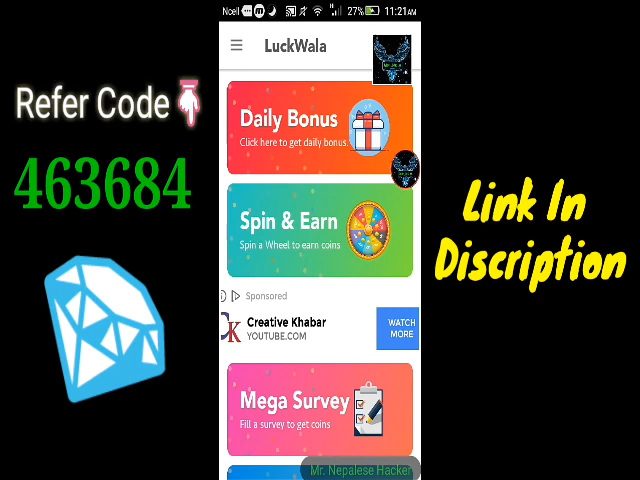 Ncell 27% 11:21AM
LuckWala
Refer Code
463684
Daily Bonus
Click here to get daily bonus.
Spin & Earn
Spin a Wheel to earn coins
Sponsored
Creative Khabar
YOUTUBE.COM
WATCH
MORE
Mega Survey
Fill a survey to get coins
Mr. Nepalese Hacker
Link In
Discription